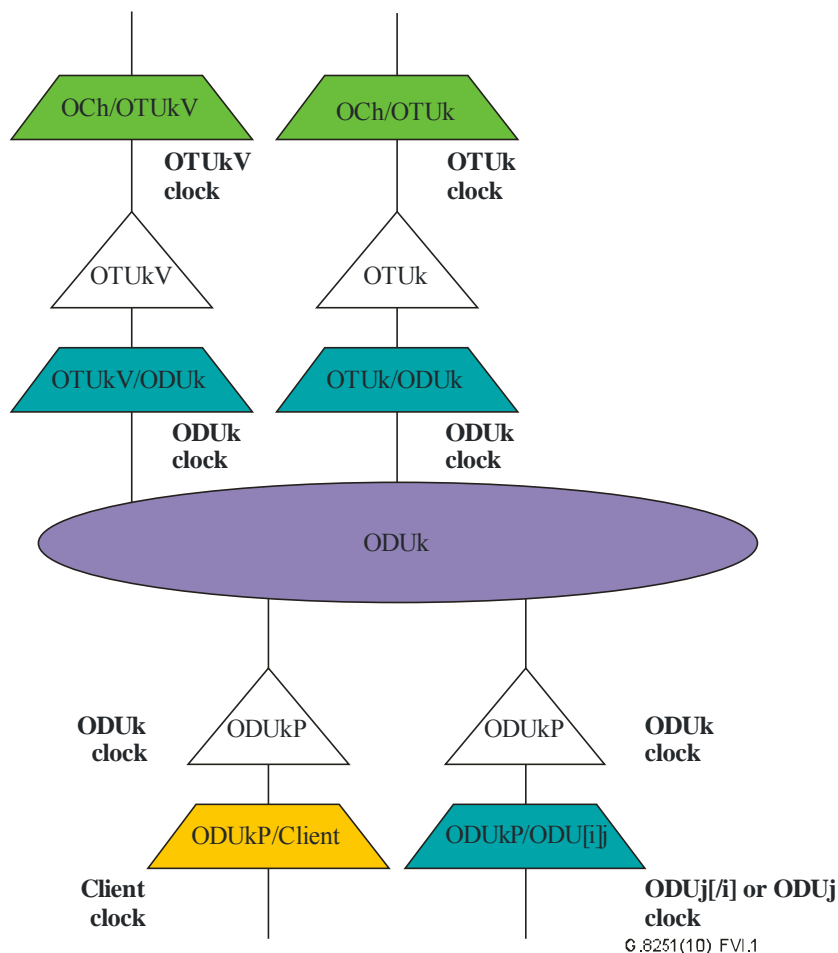 OCh/OTUkV
OCh/OTUk
OTUkV
clock
OTUk
clock
OTUkV
OTUk
OTUkV/ODUk
OTUk/ODUk
ODUk
clock
ODUk
clock
ODUk
ODUk
clock
ODUkP
ODUkP
ODUk
clock
ODUkP/Client
ODUkP/ODU[i]j
Client
clock
ODUj[/i] or ODUj
clock
G.8251(10)_FVI.1